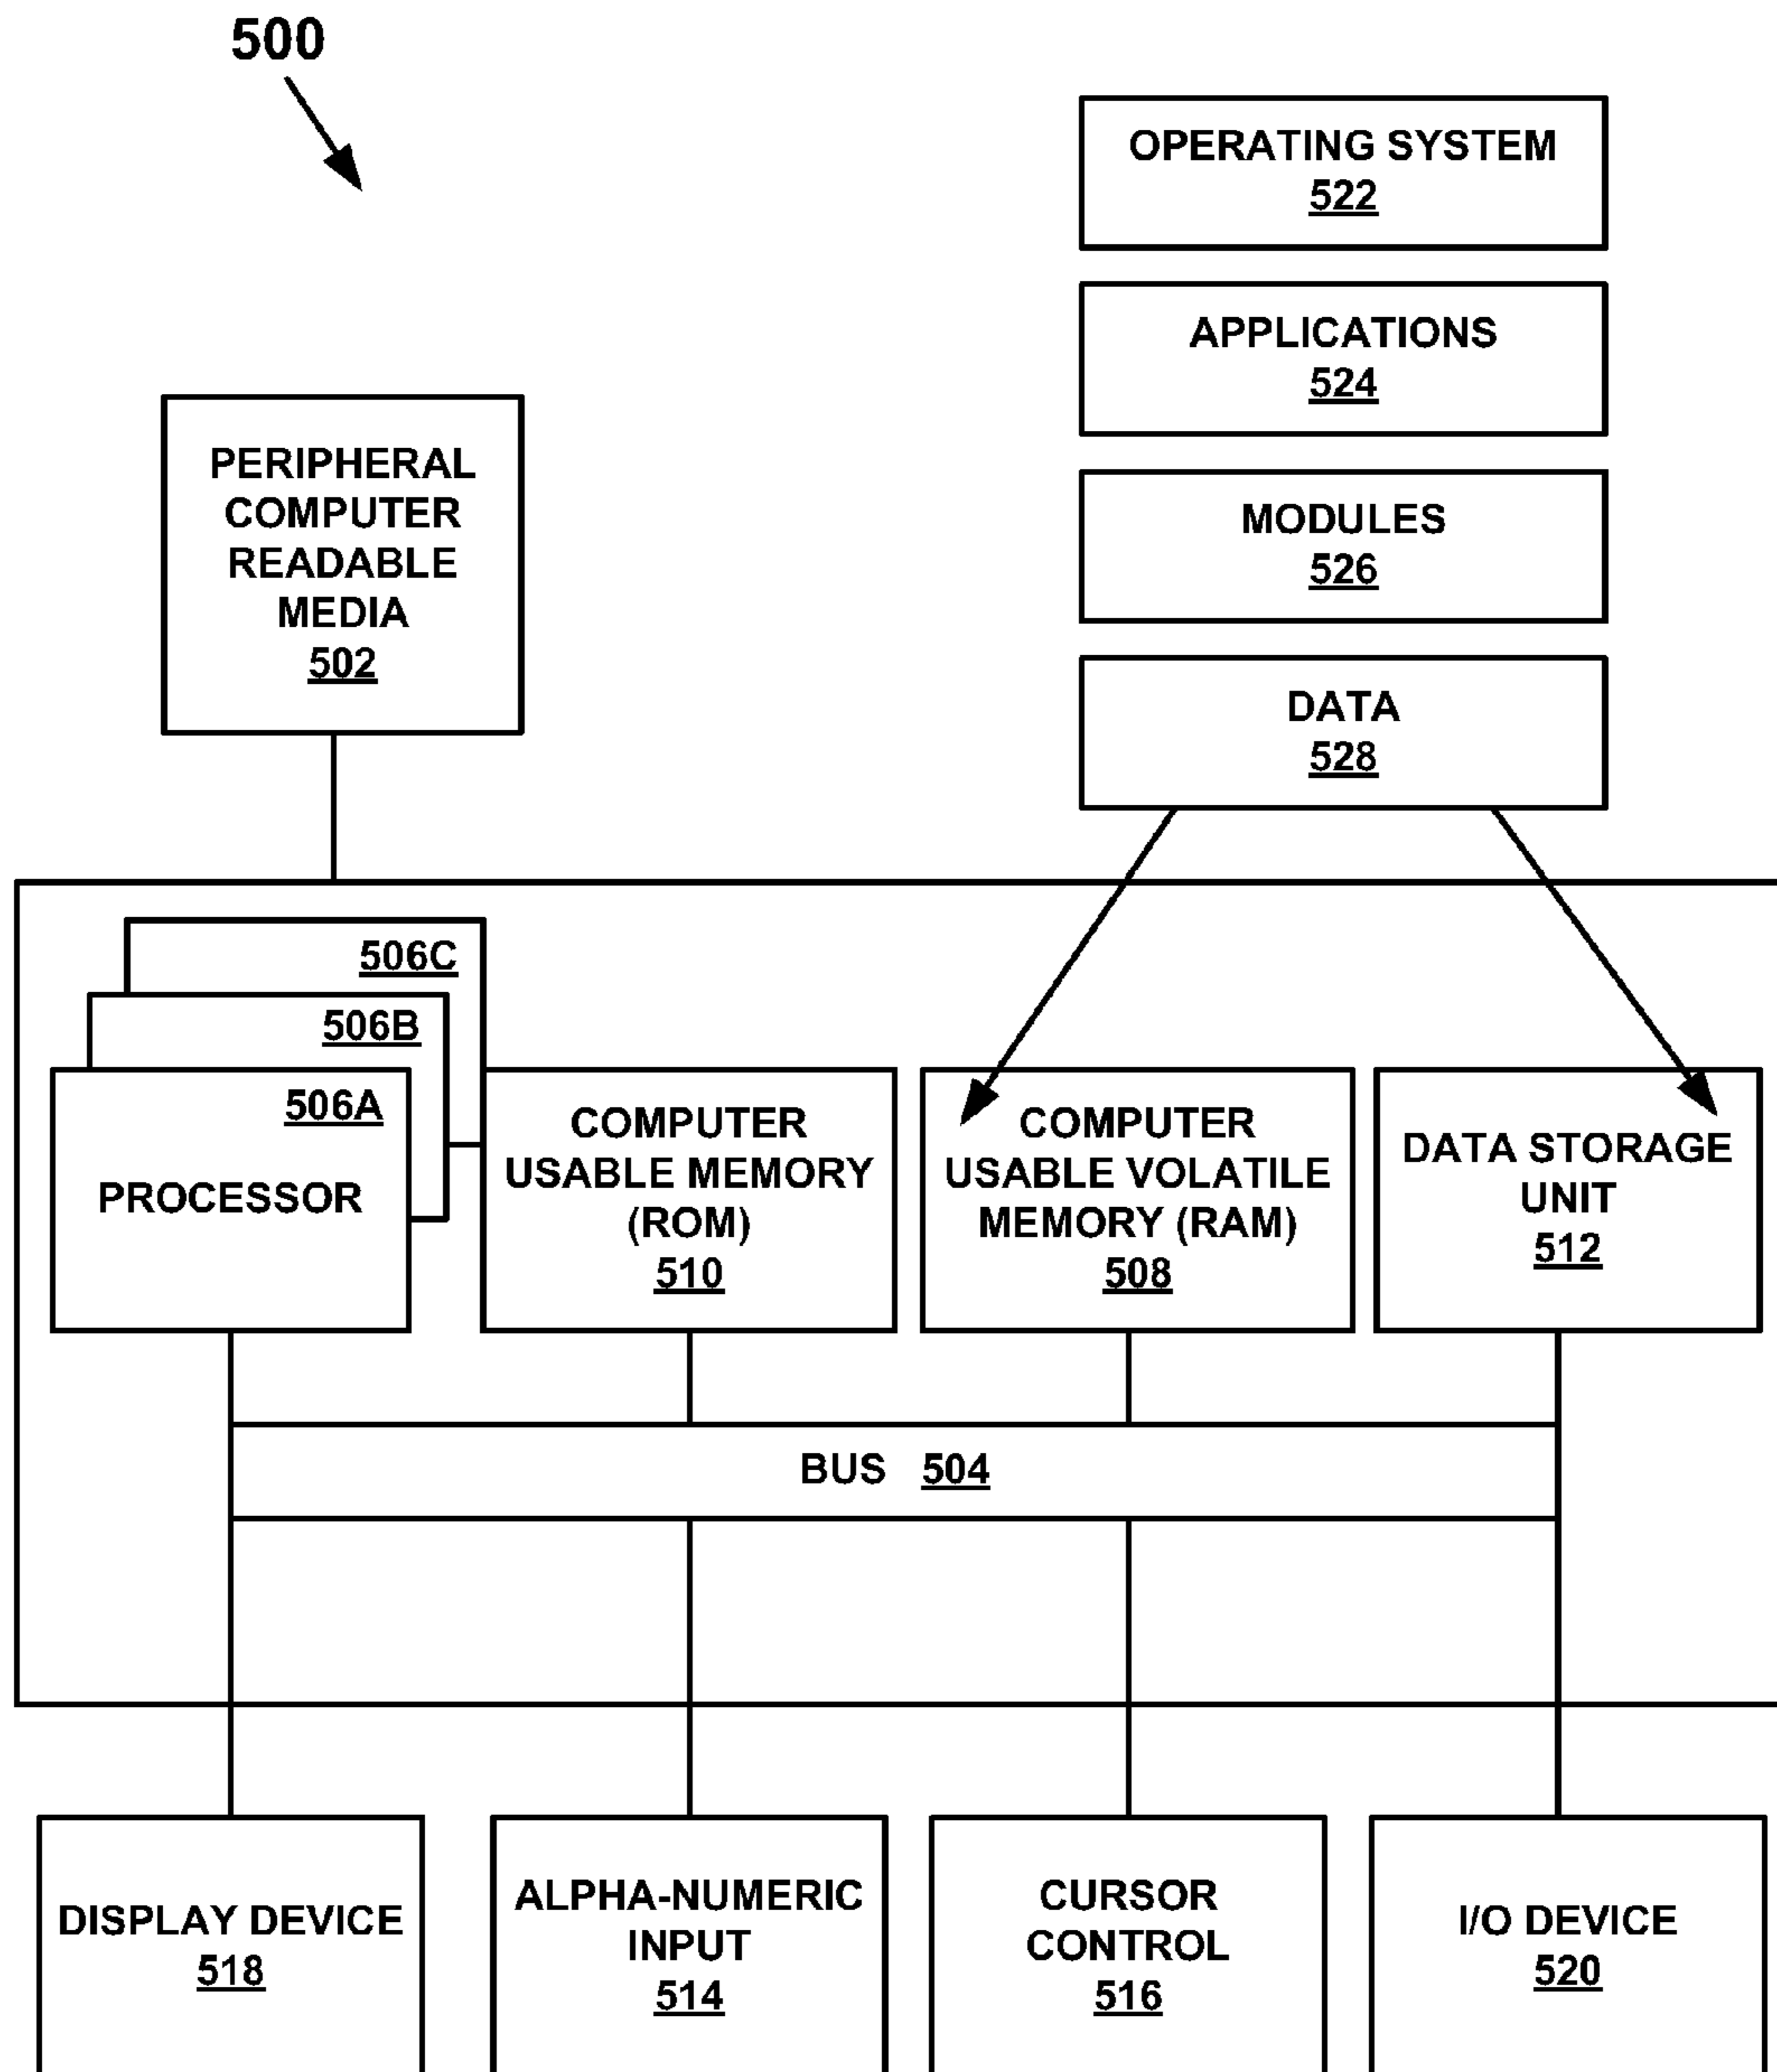 500
OPERATING SYSTEM
522
APPLICATIONS
524
PERIPHERAL
COMPUTER
READABLE
MEDIA
502
MODULES
526
DATA
528
506C
506B
506A
PROCESSOR
COMPUTER
USABLE MEMORY
(ROM)
510
COMPUTER
USABLE VOLATILE
MEMORY (RAM)
508
DATA STORAGE
UNIT
512
BUS 504
DISPLAY DEVICE
518
ALPHA-NUMERIC
INPUT
514
CURSOR
CONTROL
516
I/O DEVICE
520